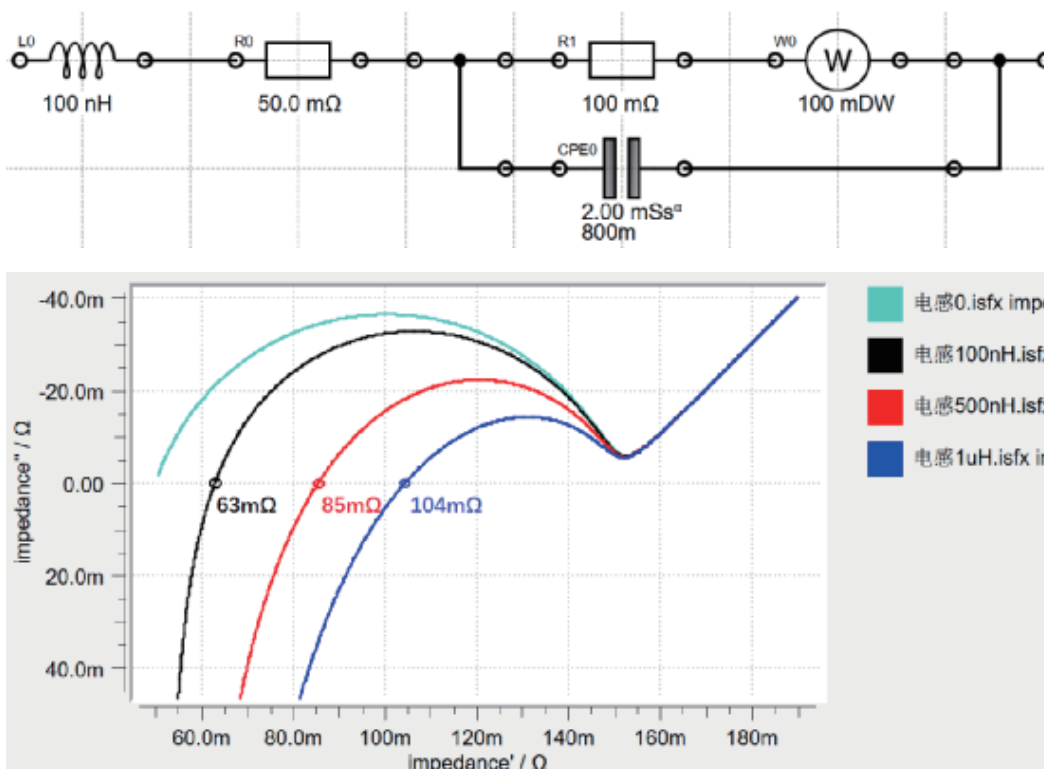 L0 R0 R1 W0
W
100 nH 50.0 mΩ 100 mΩ 100 mDW
CPE0
2.00 mSsᵅ
800m
-40.0m
-20.0m
0.00
20.0m
40.0m
impedance'' / Ω
63mΩ 85mΩ 104mΩ
60.0m 80.0m 100m 120m 140m 160m 180m
impedance' / Ω
电感0.isfx impe
电感100nH.isfx
电感500nH.isfx
电感1uH.isfx i